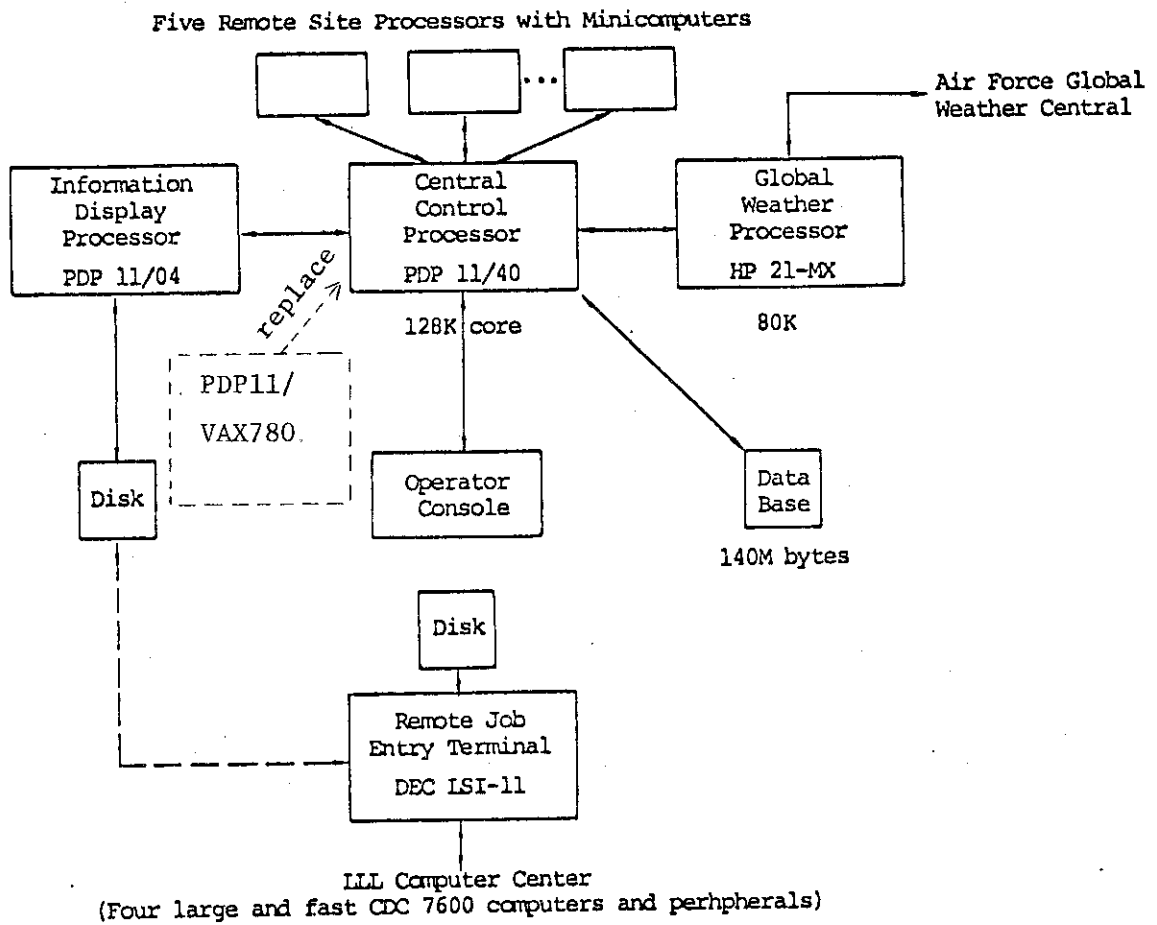 Five Remote Site Processors with Minicomputers
...
Air Force Global
Weather Central
Information
Display
Processor
PDP 11/04
Central
Control
Processor
PDP 11/40
Global
Weather
Processor
HP 21-MX
replace
128K core
80K
PDP11/
VAX780.
Disk
Operator
Console
Data
Base
140M bytes
Disk
Remote Job
Entry Terminal
DEC LSI-11
LLL Computer Center
(Four large and fast CDC 7600 computers and perhpherals)